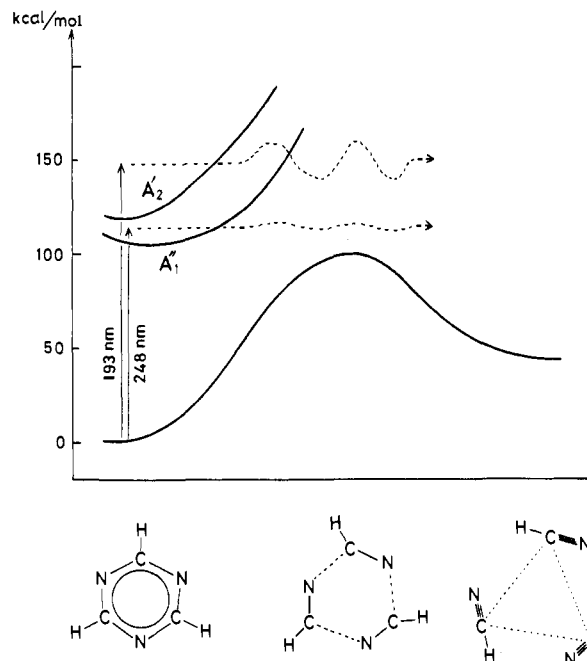 kcal/mol
150
100
50
0
A'₂
A"₁
193 nm
248 nm
H
C
N N
C C
H N H
H
C N
N
C H
C N
H
H C N
N
C
H